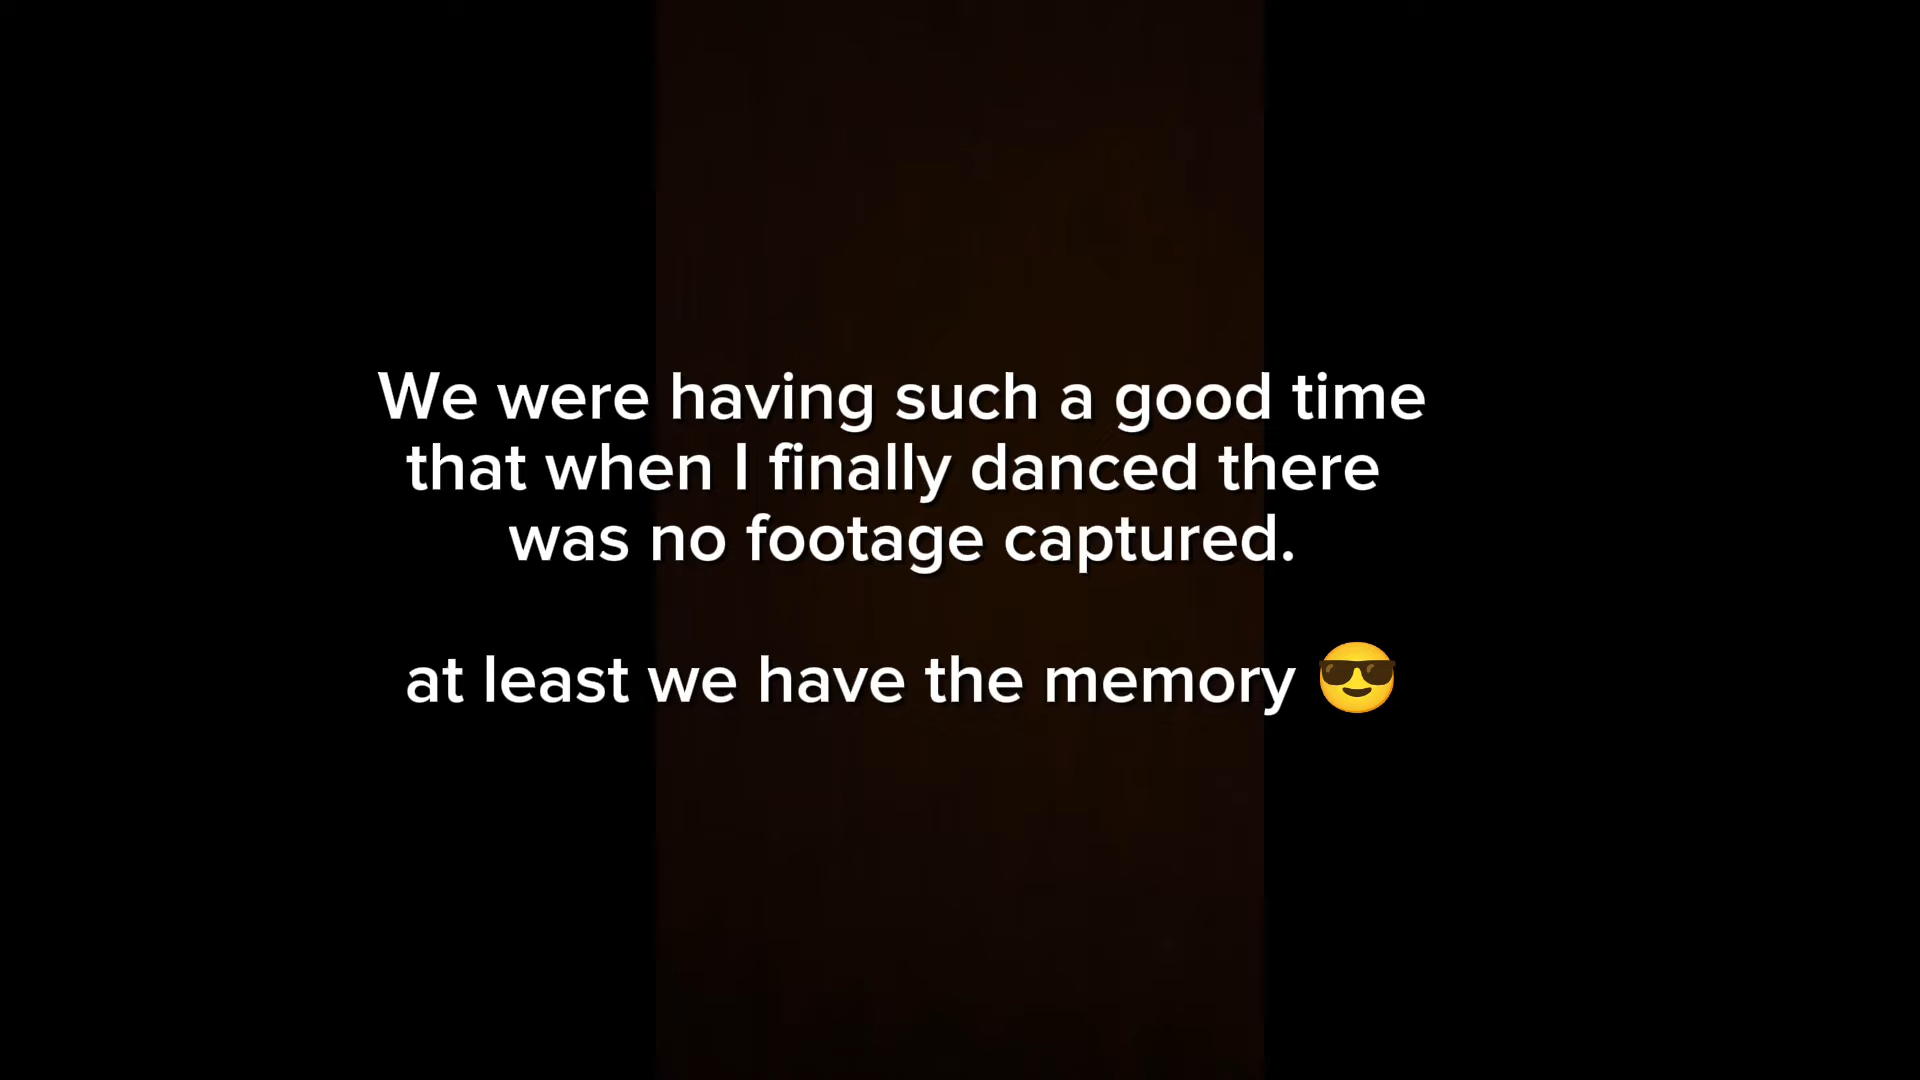 We were having such a good time
that when I finally danced there
was no footage captured.
at least we have the memory 😎